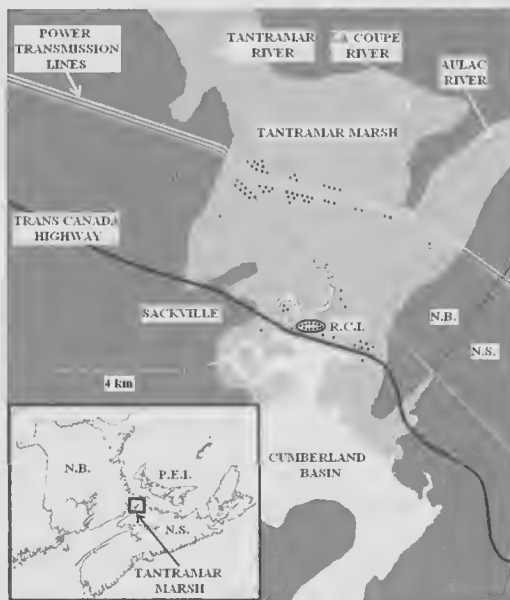 POWER
TRANSMISSION
LINES
TANTRAMAR
RIVER
LA COUPE
RIVER
AULAC
RIVER
TANTRAMAR MARSH
TRANS CANADA
HIGHWAY
SACKVILLE
R.C.I.
N.B.
N.S.
4 km
CUMBERLAND
BASIN
N.B.
P.E.I.
N.S.
TANTRAMAR
MARSH